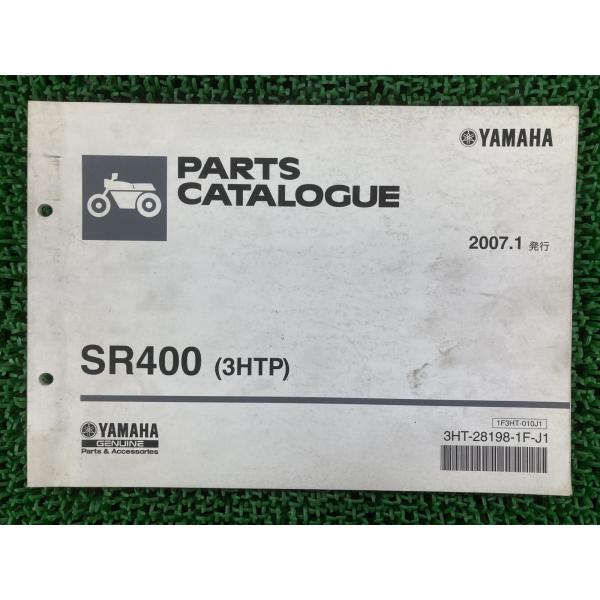 YAMAHA
PARTS
CATALOGUE
2007.1 発行
SR400 (3HTP)
YAMAHA
GENUINE
Parts & Accessories
1F3HT-010J1
3HT-28198-1F-J1